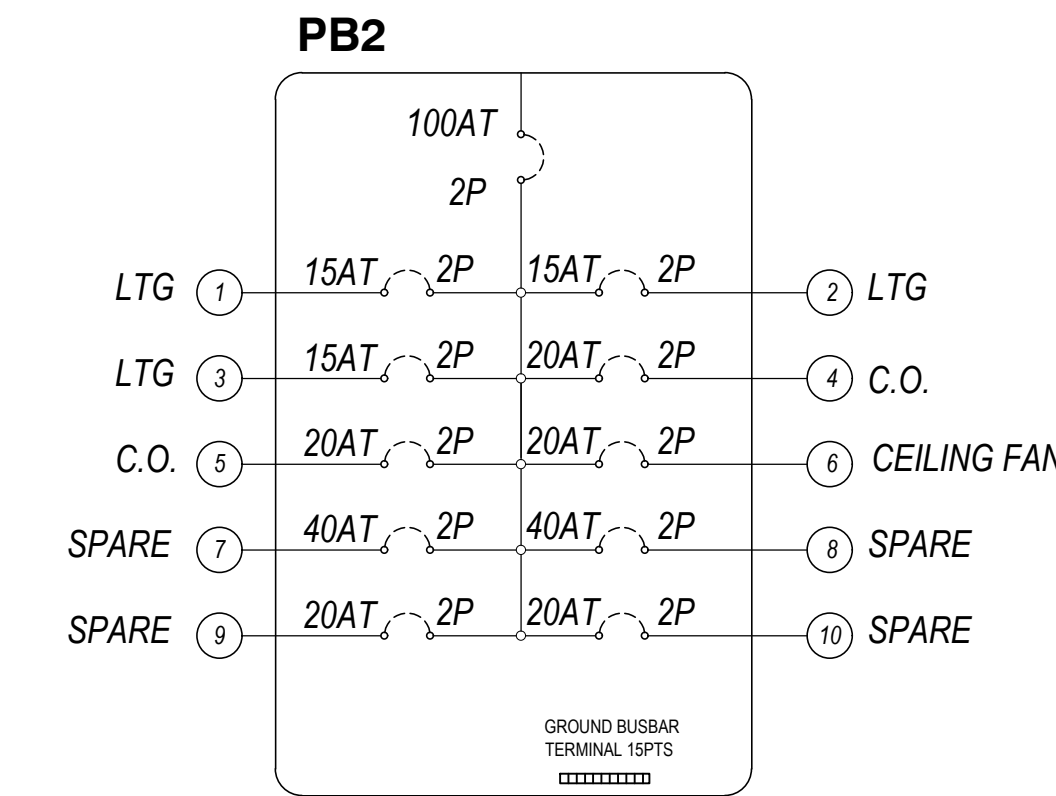 PB2
100AT
2P
LTG 1 15AT 2P 15AT 2P 2 LTG
LTG 3 15AT 2P 20AT 2P 4 C.O.
C.O. 5 20AT 2P 20AT 2P 6 CEILING FAN
SPARE 7 40AT 2P 40AT 2P 8 SPARE
SPARE 9 20AT 2P 20AT 2P 10 SPARE
GROUND BUSBAR
TERMINAL 15PTS